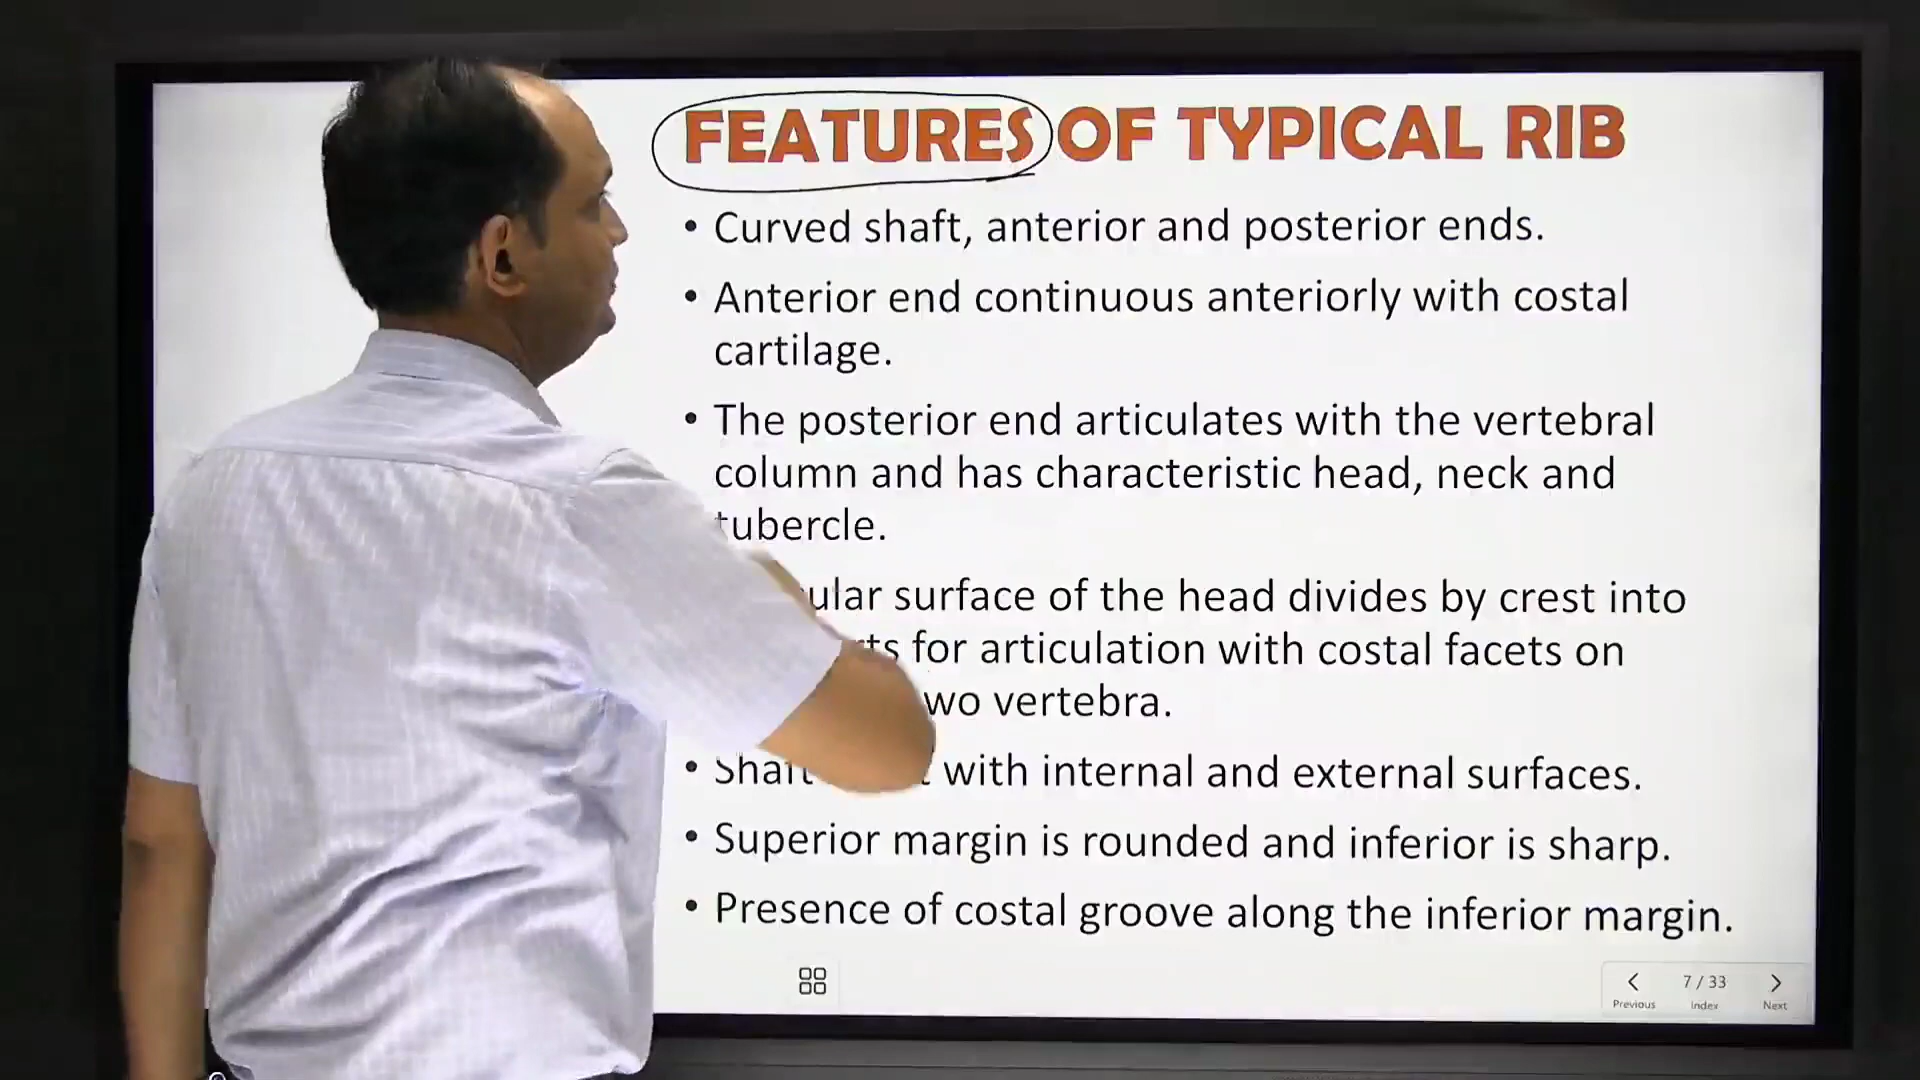 FEATURES OF TYPICAL RIB
• Curved shaft, anterior and posterior ends.
• Anterior end continuous anteriorly with costal
cartilage.
• The posterior end articulates with the vertebral
column and has characteristic head, neck and
tubercle.
surface of the head divides by crest into
for articulation with costal facets on
vertebra.
• Shaft with internal and external surfaces.
• Superior margin is rounded and inferior is sharp.
• Presence of costal groove along the inferior margin.
7 / 33
Previous Index Next